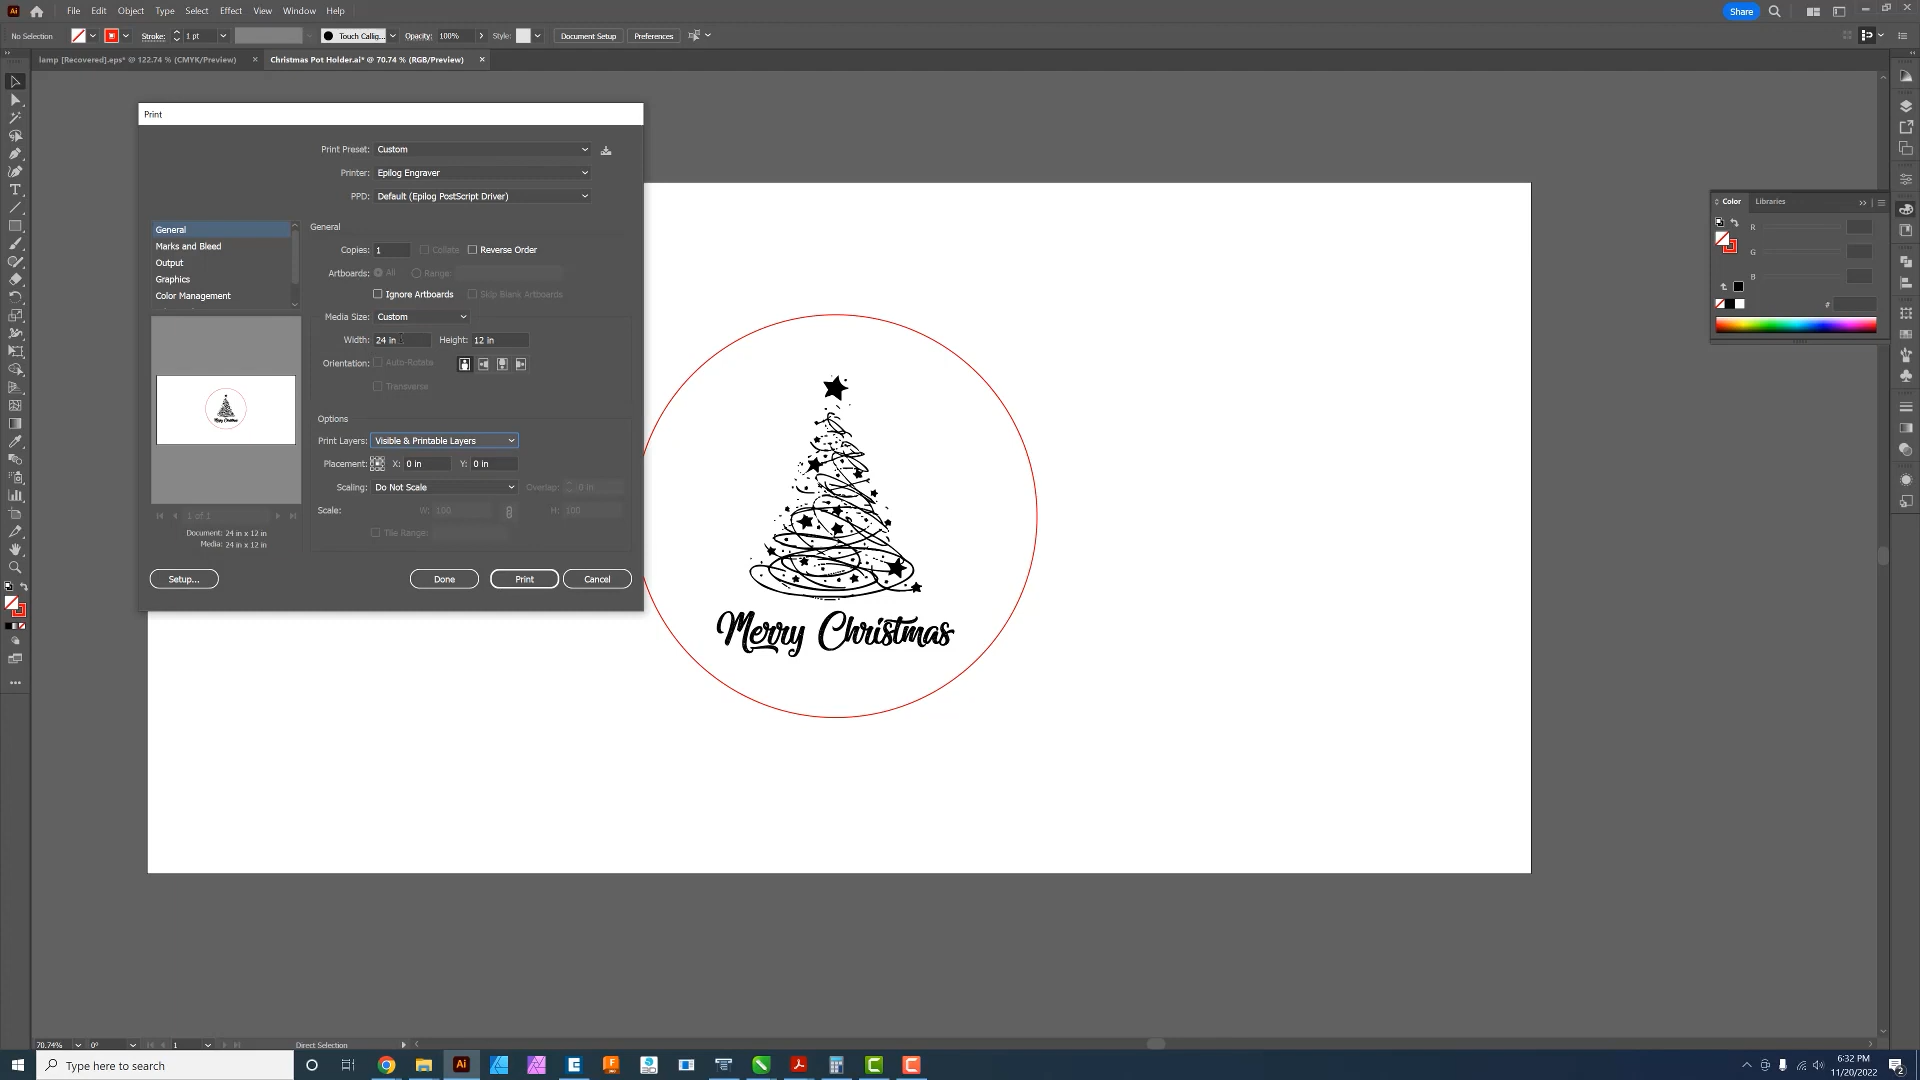 File Edit Object Type Select Effect View Window Help
Share
No Selection
Stroke:
1 pt
Touch Callig...
Opacity:
100%
Style:
Document Setup
Preferences
lamp [Recovered].eps* @ 122.74 % (CMYK/Preview)
Christmas Pot Holder.ai* @ 70.74 % (RGB/Preview)
Print
Print Preset: Custom
Printer: Epilog Engraver
PPD: Default (Epilog PostScript Driver)
General
Marks and Bleed
Output
Graphics
Color Management
General
Copies: 1
Collate
Reverse Order
Artboards:
All
Range:
Ignore Artboards
Skip Blank Artboards
Media Size: Custom
Width: 24 in
Height: 12 in
Orientation:
Auto-Rotate
Transverse
Options
Print Layers: Visible & Printable Layers
Placement:
X: 0 in
Y: 0 in
Scaling: Do Not Scale
Overlap: 0 in
Scale:
W: 100
H: 100
Tile Range:
1 of 1
Document: 24 in x 12 in
Media: 24 in x 12 in
Setup...
Done
Print
Cancel
Merry Christmas
Color
Libraries
R
G
B
#
70.74%
0°
1
Direct Selection
Type here to search
6:32 PM
11/20/2022
2